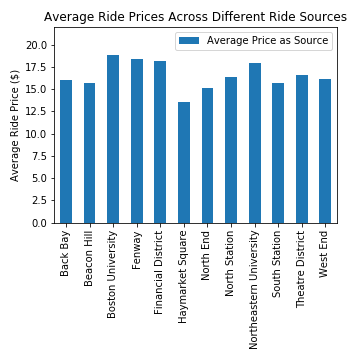 Average Ride Prices Across Different Ride Sources
Average Price as Source
Average Ride Price ($)
20.0
17.5
15.0
12.5
10.0
7.5
5.0
2.5
0.0
Back Bay
Beacon Hill
Boston University
Fenway
Financial District
Haymarket Square
North End
North Station
Northeastern University
South Station
Theatre District
West End